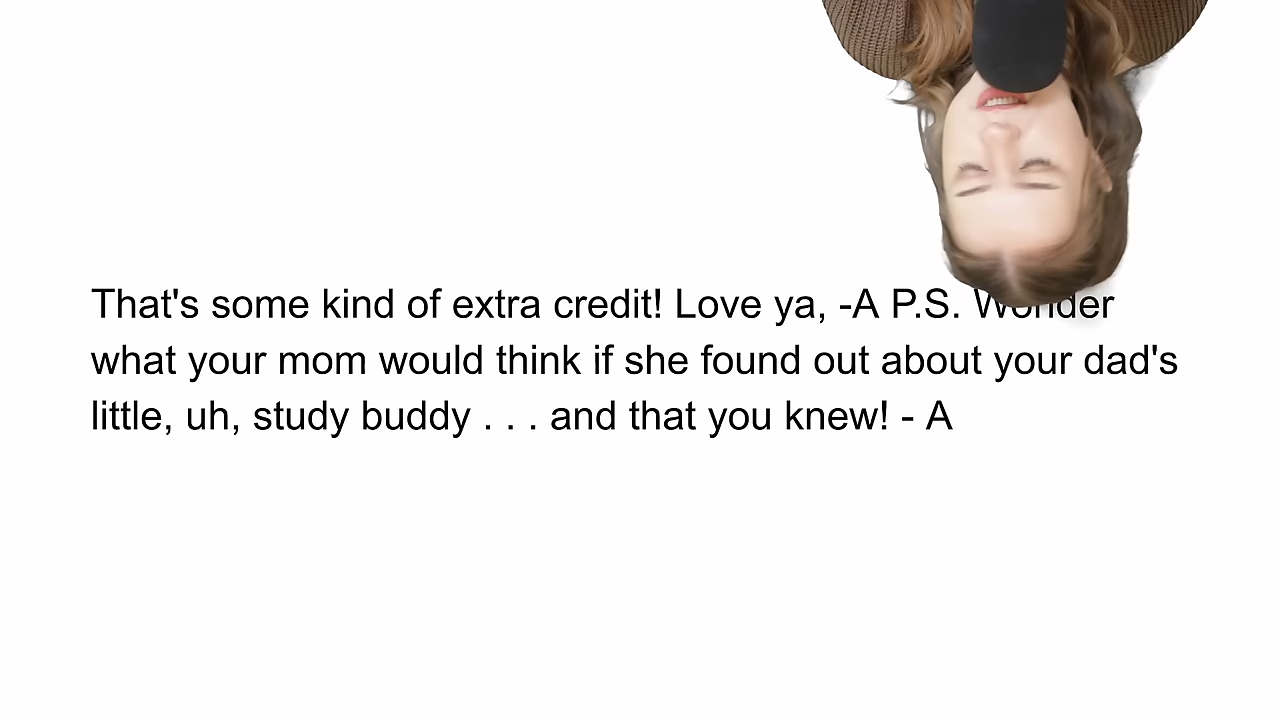 That's some kind of extra credit! Love ya, -A P.S. Wonder
what your mom would think if she found out about your dad's
little, uh, study buddy . . . and that you knew! - A